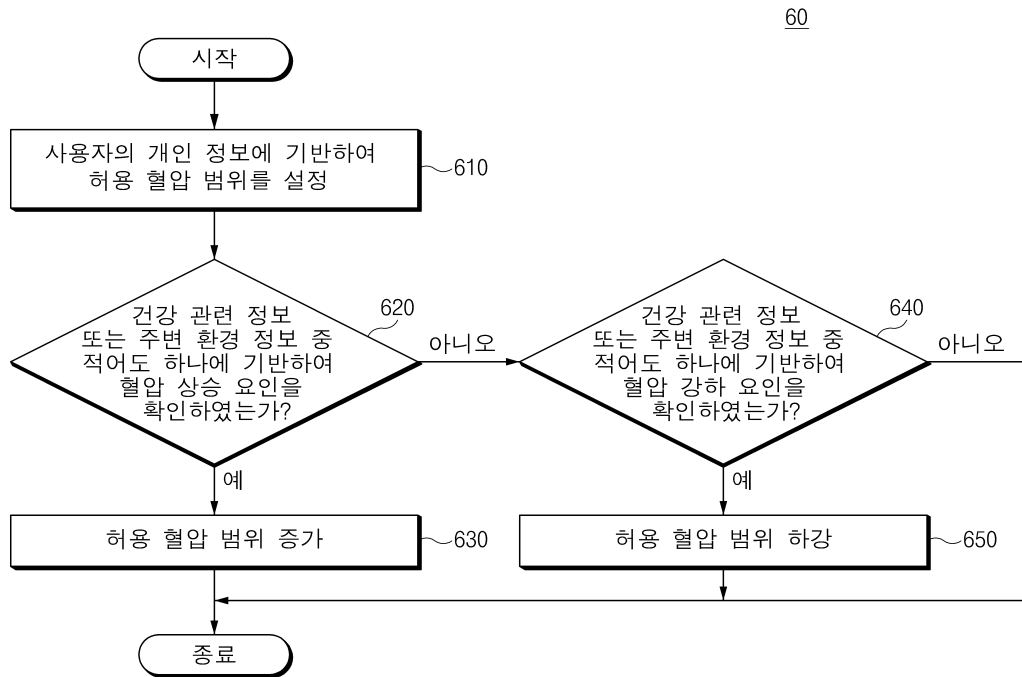 60
시작
사용자의 개인 정보에 기반하여
허용 혈압 범위를 설정
610
건강 관련 정보
또는 주변 환경 정보 중
적어도 하나에 기반하여
혈압 상승 요인을
확인하였는가?
620
아니오
건강 관련 정보
또는 주변 환경 정보 중
적어도 하나에 기반하여
혈압 강하 요인을
확인하였는가?
640
아니오
예
예
허용 혈압 범위 증가
630
허용 혈압 범위 하강
650
종료